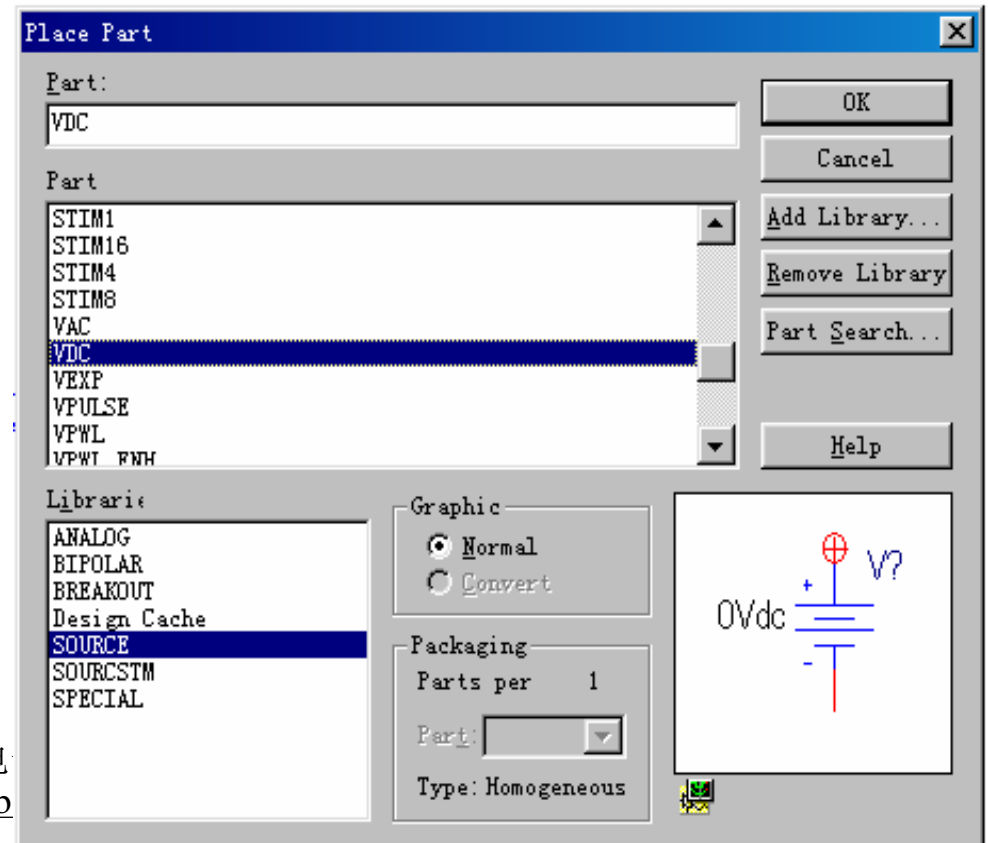 Place Part
Part:
VDC
OK
Cancel
Part
STIM1
STIM16
STIM4
STIM8
VAC
VDC
VEXP
VPULSE
VPWL
VPWL_ENH
Add Library...
Remove Library
Part Search...
Help
Librarie
ANALOG
BIPOLAR
BREAKOUT
Design Cache
SOURCE
SOURCSTM
SPECIAL
Graphic
Normal
Convert
Packaging
Parts per 1
Part:
Type: Homogeneous
V?
+
0Vdc
-